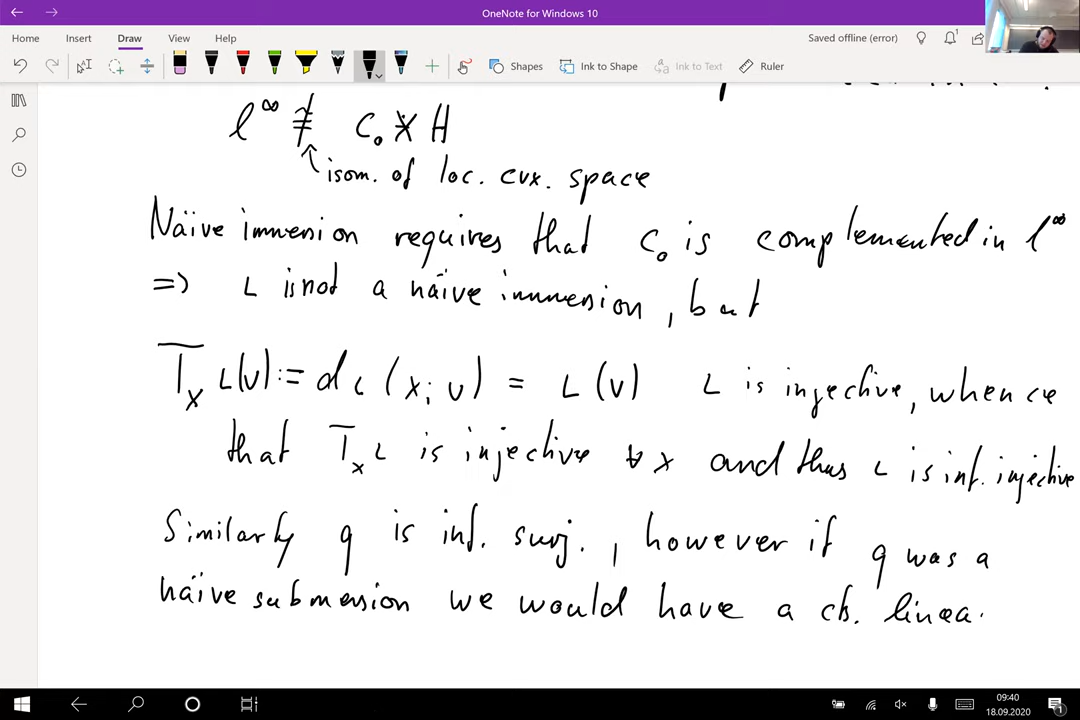 OneNote for Windows 10
Home Insert Draw View Help
Saved offline (error)
Shapes Ink to Shape Ink to Text Ruler
l^∞ ≇ c₀ × H
isom. of loc. cvx. space
Naïve immersion requires that c₀ is complemented in l^∞
=> ι is not a naïve immersion, but
T_x ι(v) := dι(x; v) = ι(v) ι is injective, whence
that T_x ι is injective ∀ x and thus ι is inf. injective
Similarly q is inf. surj., however if q was a
naïve submersion we would have a cts. linea
09:40
18.09.2020